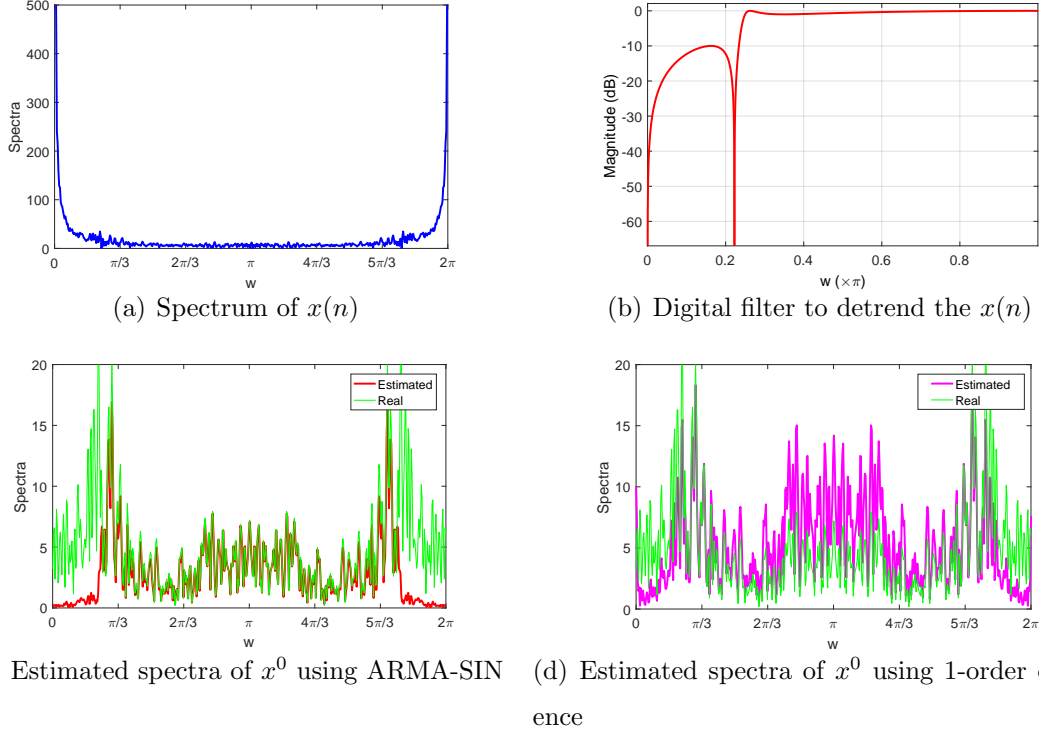 500
400
300
200
100
0
Spectra
0
π/3
2π/3
π
4π/3
5π/3
2π
w
(a) Spectrum of x(n)
0
-10
-20
-30
-40
-50
-60
Magnitude (dB)
0
0.2
0.4
0.6
0.8
w (×π)
(b) Digital filter to detrend the x(n)
20
15
10
5
0
Spectra
Estimated
Real
0
π/3
2π/3
π
4π/3
5π/3
2π
w
Estimated spectra of x⁰ using ARMA-SIN
20
15
10
5
0
Spectra
Estimated
Real
0
π/3
2π/3
π
4π/3
5π/3
2π
w
(d) Estimated spectra of x⁰ using 1-order
ence